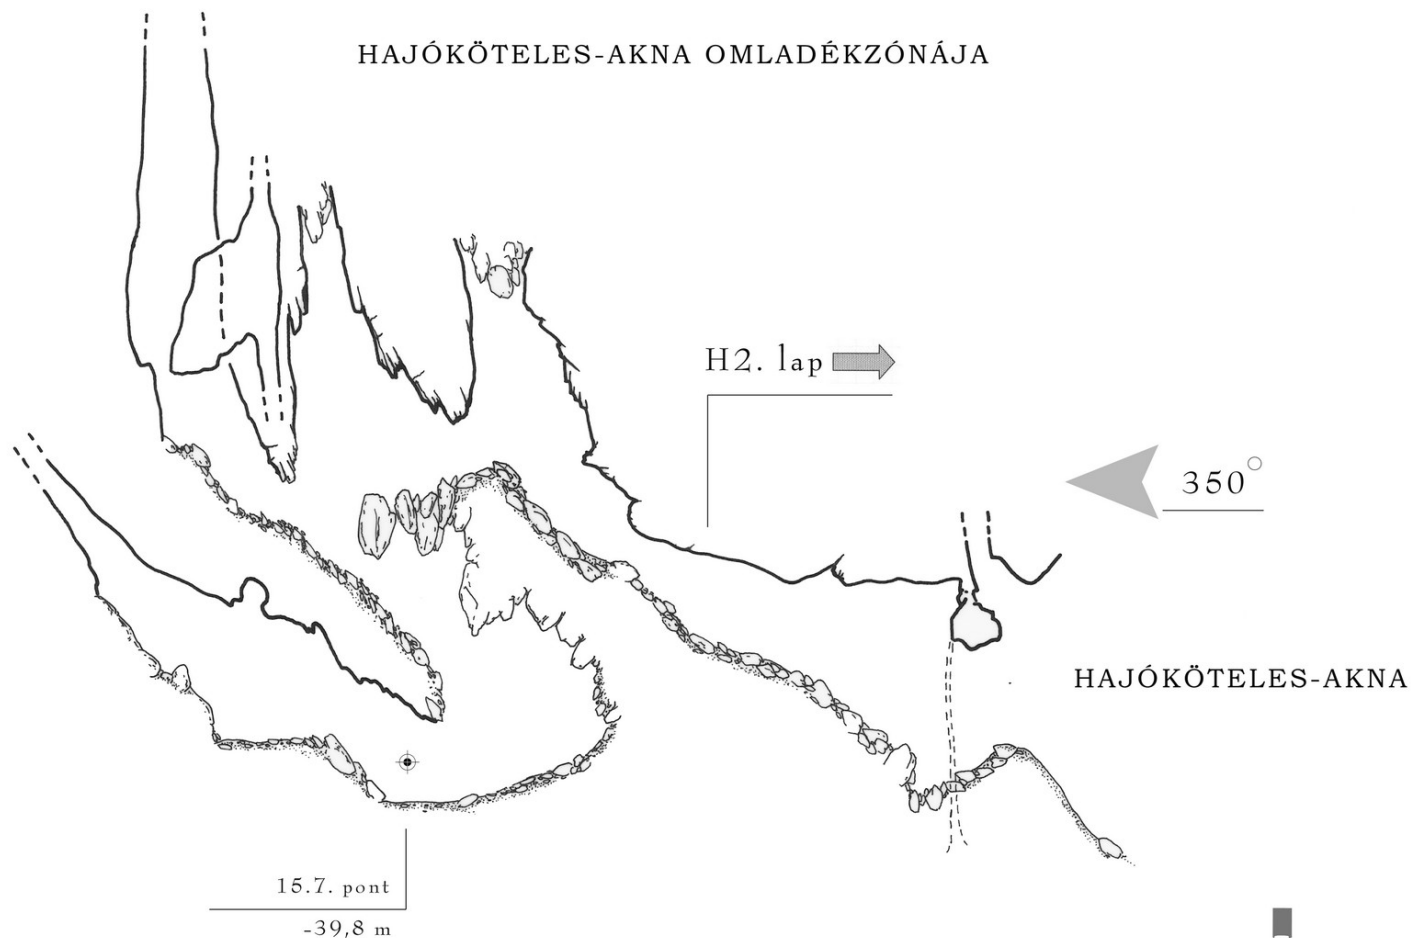 HAJÓKÖTELES-AKNA OMLADÉKZÓNÁJA
H2. lap
350°
HAJÓKÖTELES-AKNA
15.7. pont
-39,8 m